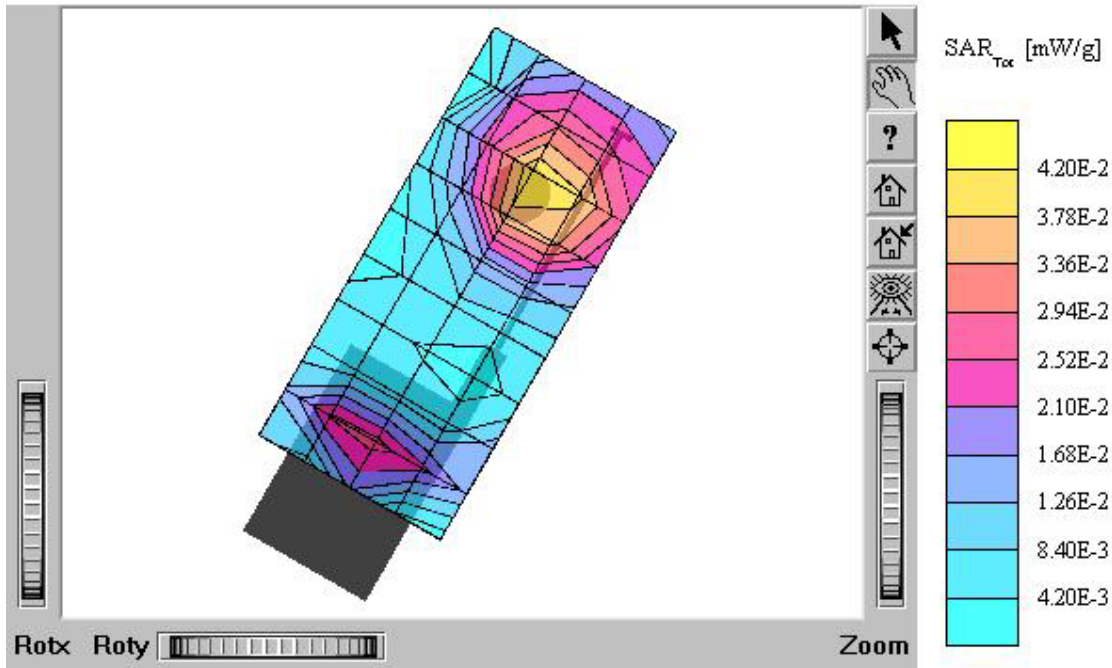 SAR_Tot [mW/g]
?
4.20E-2
3.78E-2
3.36E-2
2.94E-2
2.52E-2
2.10E-2
1.68E-2
1.26E-2
8.40E-3
4.20E-3
Rotx Roty Zoom